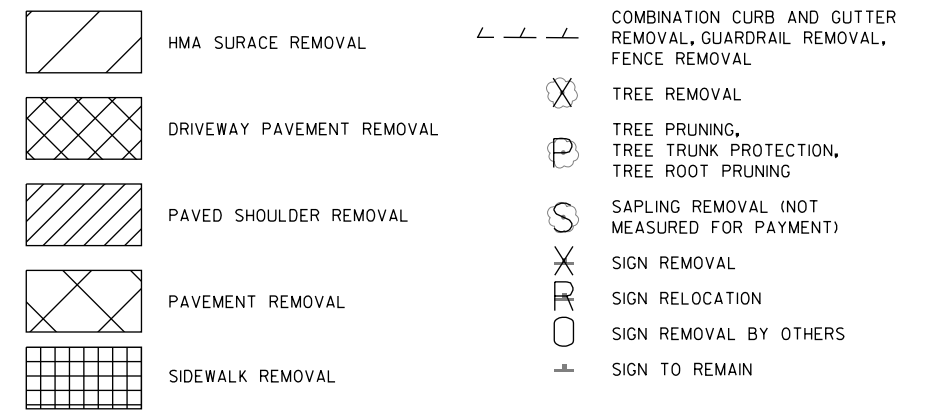 HMA SURACE REMOVAL
DRIVEWAY PAVEMENT REMOVAL
PAVED SHOULDER REMOVAL
PAVEMENT REMOVAL
SIDEWALK REMOVAL
COMBINATION CURB AND GUTTER
REMOVAL, GUARDRAIL REMOVAL,
FENCE REMOVAL
X TREE REMOVAL
P
TREE PRUNING,
TREE TRUNK PROTECTION,
TREE ROOT PRUNING
S
SAPLING REMOVAL (NOT
MEASURED FOR PAYMENT)
X SIGN REMOVAL
R SIGN RELOCATION
O SIGN REMOVAL BY OTHERS
SIGN TO REMAIN